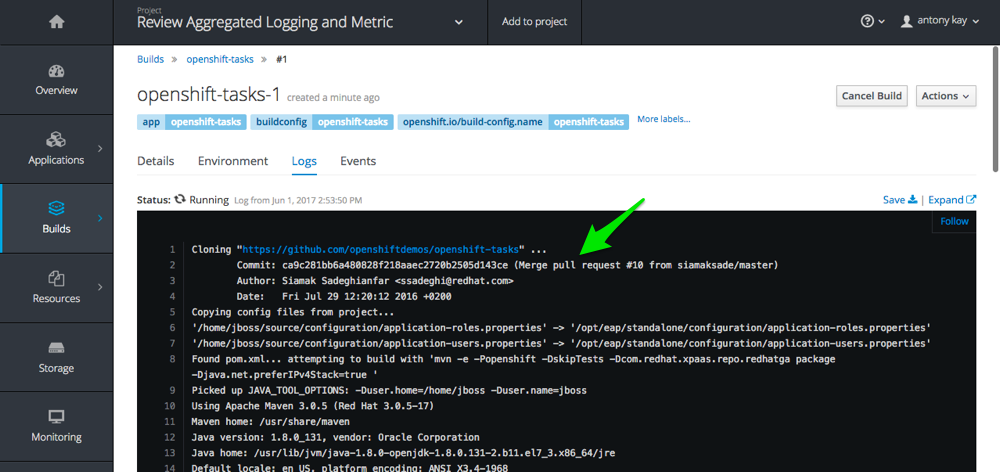 Project
Review Aggregated Logging and Metric
Add to project
antony kay
Overview
Applications
Builds
Resources
Storage
Monitoring
Builds » openshift-tasks » #1
openshift-tasks-1 created a minute ago
Cancel Build
Actions
app openshift-tasks buildconfig openshift-tasks openshift.io/build-config.name openshift-tasks More labels...
Details Environment Logs Events
Status: Running Log from Jun 1, 2017 2:53:50 PM
Save | Expand
Follow
1 Cloning "https://github.com/openshiftdemos/openshift-tasks" ...
2 Commit: ca9c281bb6a480828f218aaec2720b2505d143ce (Merge pull request #10 from siamaksade/master)
3 Author: Siamak Sadeghianfar <ssadeghi@redhat.com>
4 Date: Fri Jul 29 12:20:12 2016 +0200
5 Copying config files from project...
6 '/home/jboss/source/configuration/application-roles.properties' -> '/opt/eap/standalone/configuration/application-roles.properties'
7 '/home/jboss/source/configuration/application-users.properties' -> '/opt/eap/standalone/configuration/application-users.properties'
8 Found pom.xml... attempting to build with 'mvn -e -Popenshift -DskipTests -Dcom.redhat.xpaas.repo.redhatga package
-Djava.net.preferIPv4Stack=true '
9 Picked up JAVA_TOOL_OPTIONS: -Duser.home=/home/jboss -Duser.name=jboss
10 Using Apache Maven 3.0.5 (Red Hat 3.0.5-17)
11 Maven home: /usr/share/maven
12 Java version: 1.8.0_131, vendor: Oracle Corporation
13 Java home: /usr/lib/jvm/java-1.8.0-openjdk-1.8.0.131-2.b11.el7_3.x86_64/jre
14 Default locale: en_US, platform encoding: ANSI_X3.4-1968